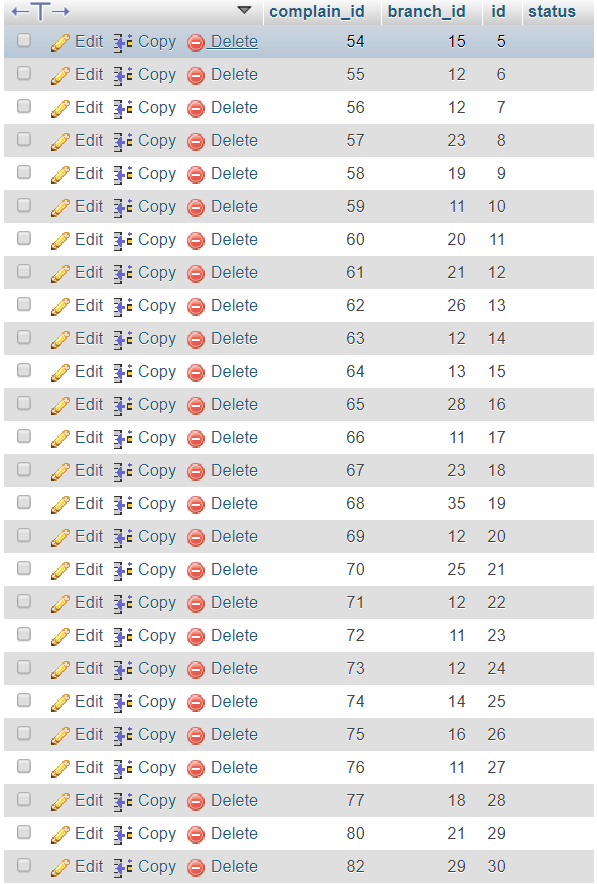 complain_id branch_id id status
Edit Copy Delete 54 15 5
Edit Copy Delete 55 12 6
Edit Copy Delete 56 12 7
Edit Copy Delete 57 23 8
Edit Copy Delete 58 19 9
Edit Copy Delete 59 11 10
Edit Copy Delete 60 20 11
Edit Copy Delete 61 21 12
Edit Copy Delete 62 26 13
Edit Copy Delete 63 12 14
Edit Copy Delete 64 13 15
Edit Copy Delete 65 28 16
Edit Copy Delete 66 11 17
Edit Copy Delete 67 23 18
Edit Copy Delete 68 35 19
Edit Copy Delete 69 12 20
Edit Copy Delete 70 25 21
Edit Copy Delete 71 12 22
Edit Copy Delete 72 11 23
Edit Copy Delete 73 12 24
Edit Copy Delete 74 14 25
Edit Copy Delete 75 16 26
Edit Copy Delete 76 11 27
Edit Copy Delete 77 18 28
Edit Copy Delete 80 21 29
Edit Copy Delete 82 29 30